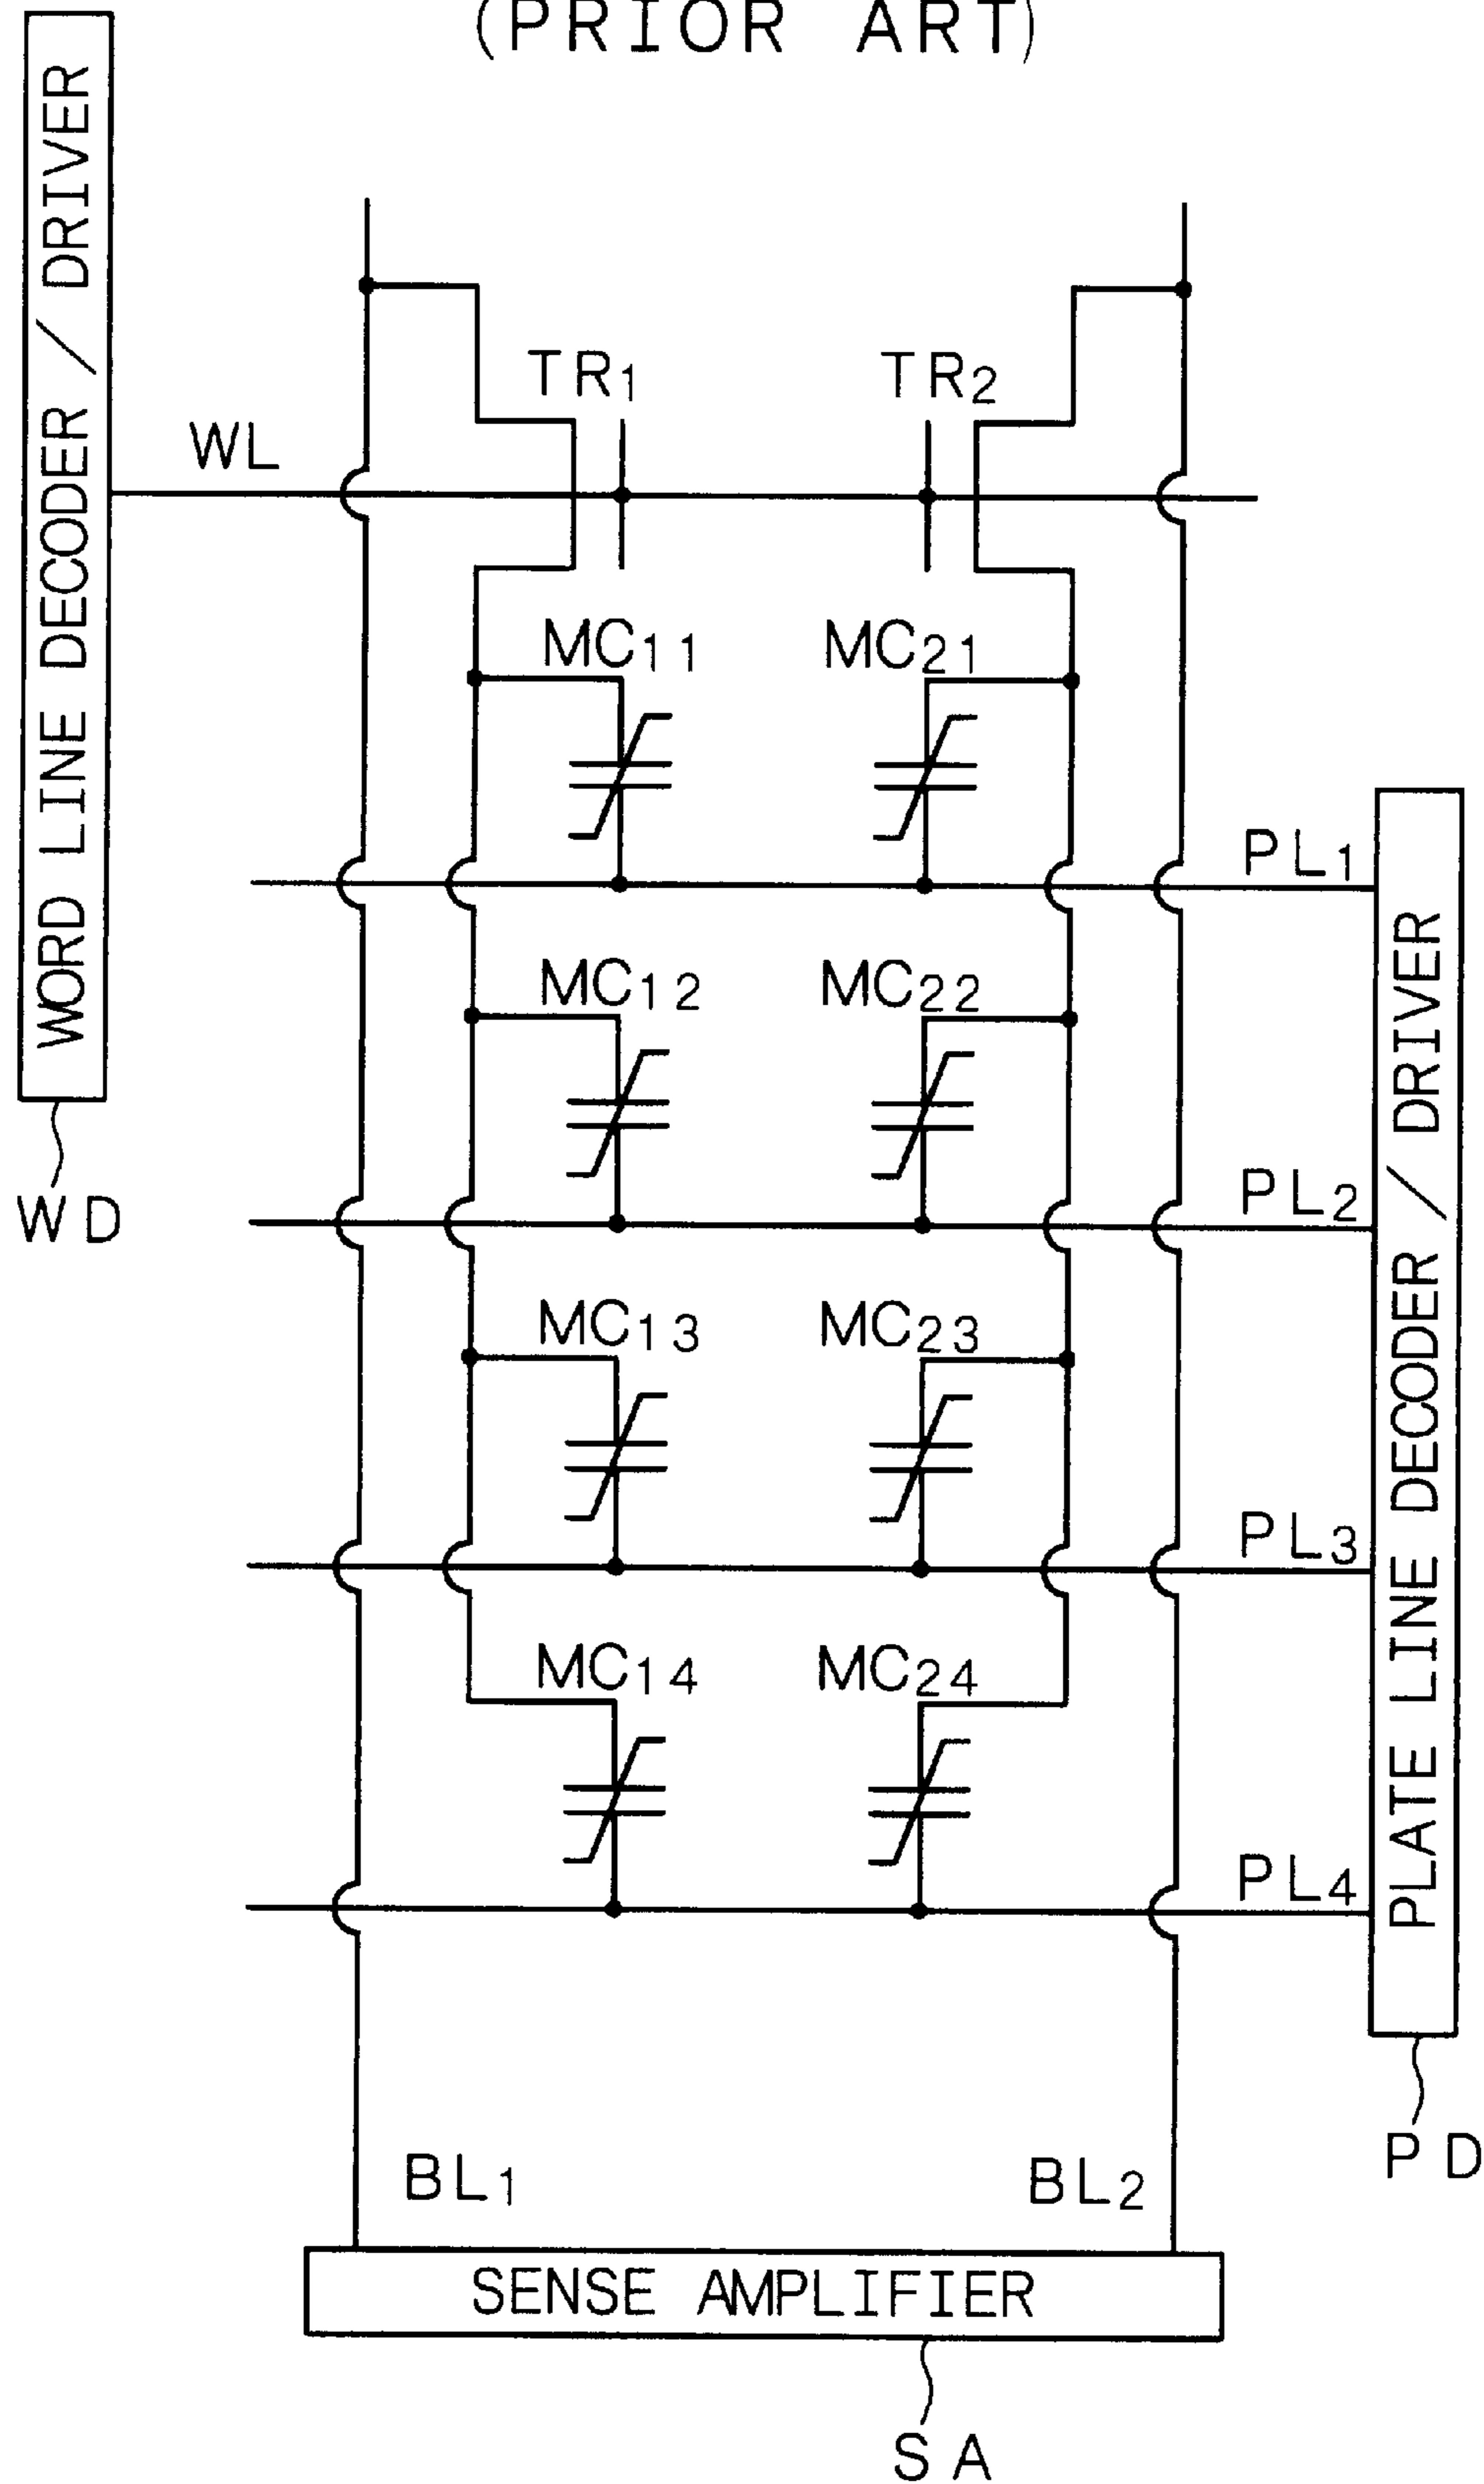 (PRIOR ART)
WORD LINE DECODER / DRIVER
WD
WL
TR1
TR2
MC11
MC21
PL1
MC12
MC22
PL2
MC13
MC23
PL3
MC14
MC24
PL4
PLATE LINE DECODER / DRIVER
PD
BL1
BL2
SENSE AMPLIFIER
SA